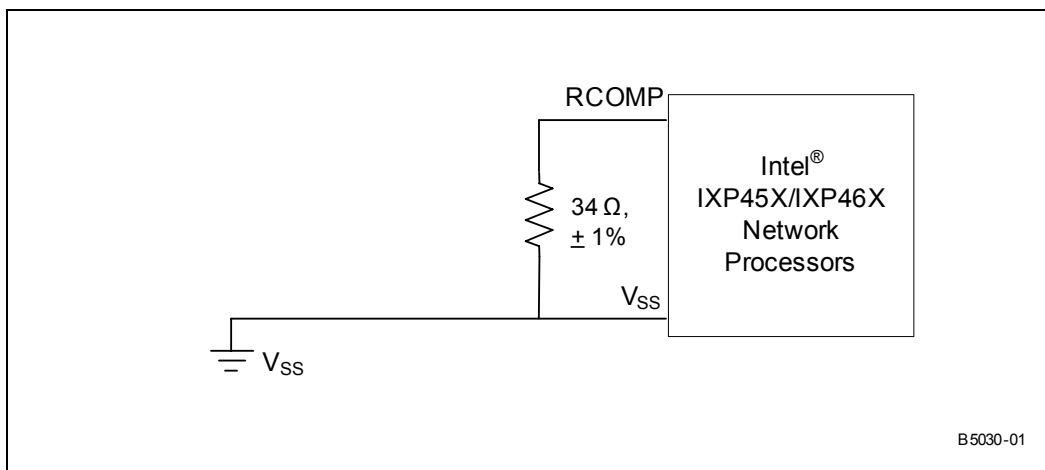 RCOMP
Intel®
IXP45X/IXP46X
Network
Processors
34 Ω,
± 1%
VSS
VSS
B5030-01